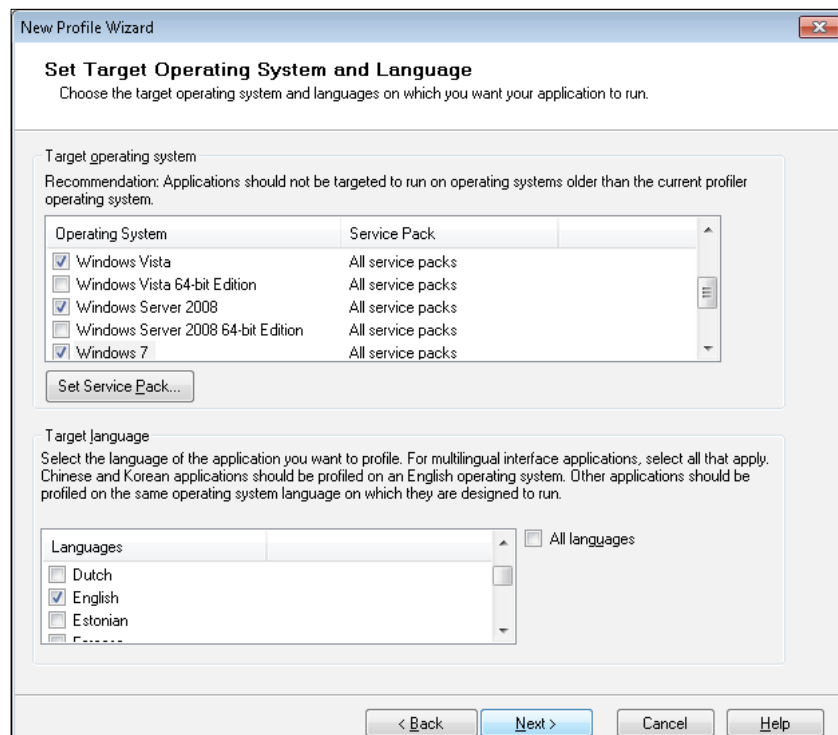 New Profile Wizard
Set Target Operating System and Language
Choose the target operating system and languages on which you want your application to run.
Target operating system
Recommendation: Applications should not be targeted to run on operating systems older than the current profiler
operating system.
Operating System Service Pack
Windows Vista All service packs
Windows Vista 64-bit Edition All service packs
Windows Server 2008 All service packs
Windows Server 2008 64-bit Edition All service packs
Windows 7 All service packs
Set Service Pack...
Target language
Select the language of the application you want to profile. For multilingual interface applications, select all that apply.
Chinese and Korean applications should be profiled on an English operating system. Other applications should be
profiled on the same operating system language on which they are designed to run.
Languages
All languages
Dutch
English
Estonian
< Back Next > Cancel Help